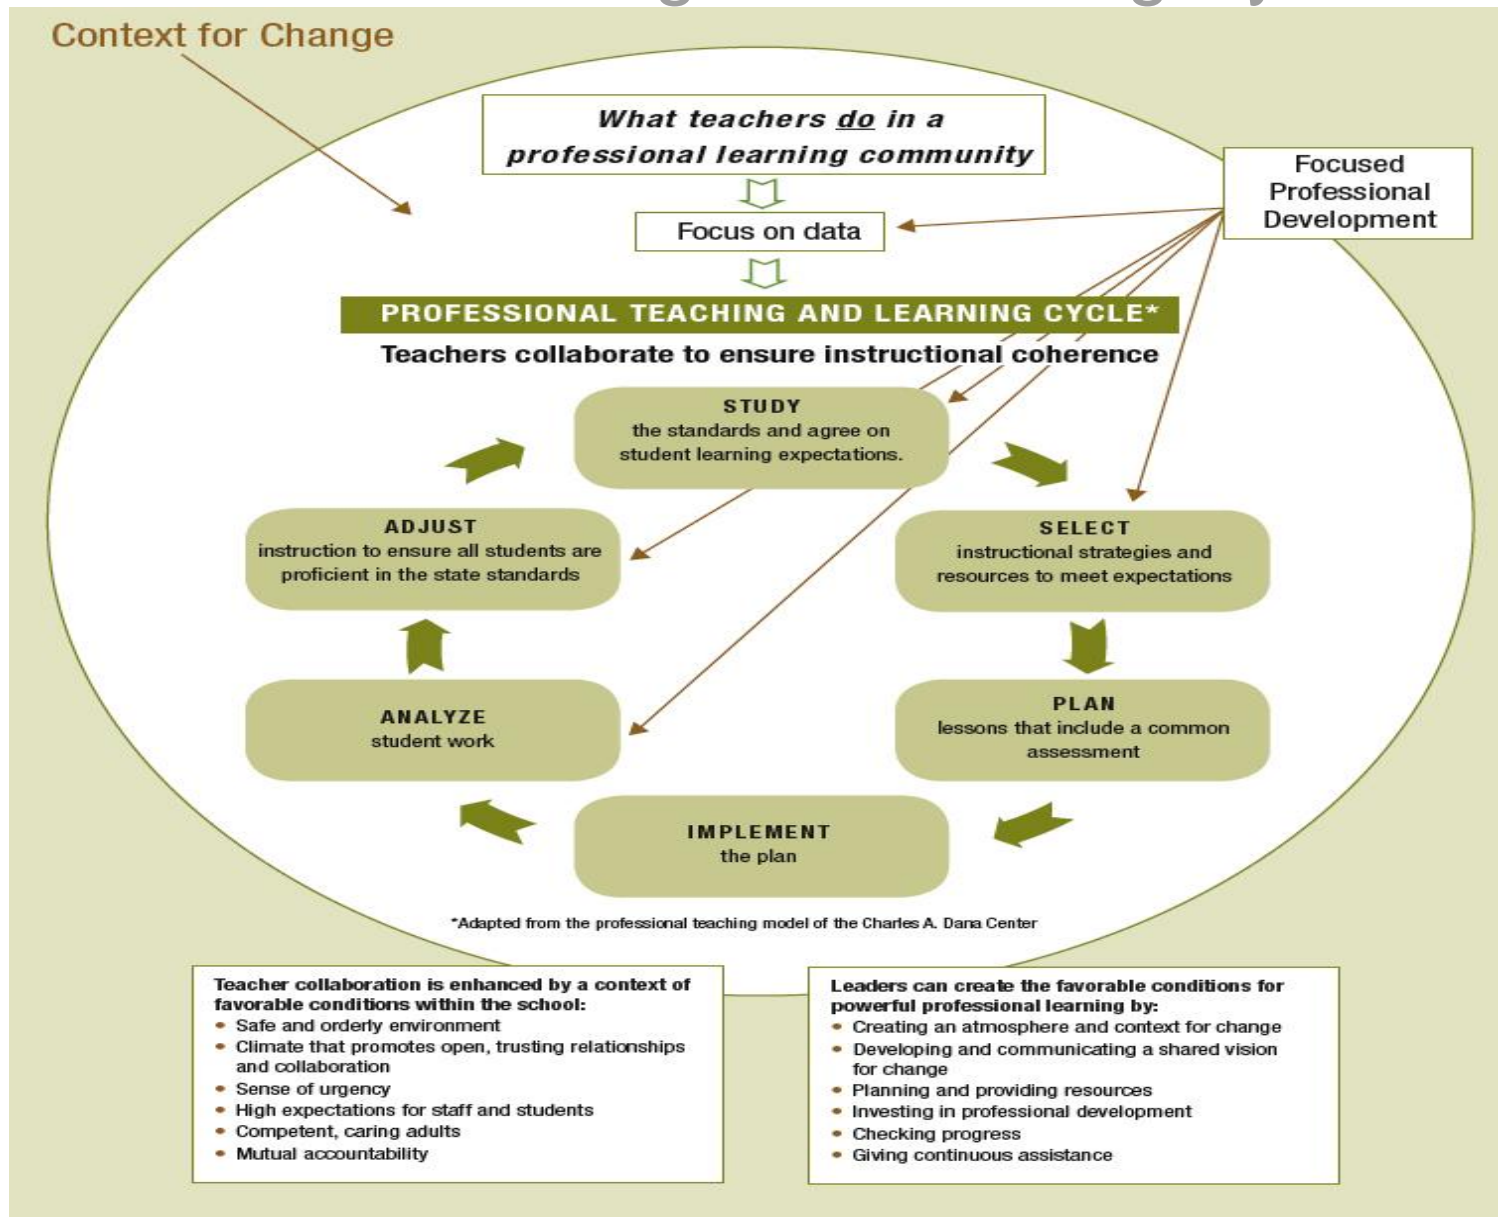 Context for Change
What teachers do in a
professional learning community
Focused
Professional
Development
Focus on data
PROFESSIONAL TEACHING AND LEARNING CYCLE*
Teachers collaborate to ensure instructional coherence
STUDY
the standards and agree on
student learning expectations.
ADJUST
instruction to ensure all students are
proficient in the state standards
SELECT
instructional strategies and
resources to meet expectations
ANALYZE
student work
PLAN
lessons that include a common
assessment
IMPLEMENT
the plan
*Adapted from the professional teaching model of the Charles A. Dana Center
Teacher collaboration is enhanced by a context of
favorable conditions within the school:
• Safe and orderly environment
• Climate that promotes open, trusting relationships
and collaboration
• Sense of urgency
• High expectations for staff and students
• Competent, caring adults
• Mutual accountability
Leaders can create the favorable conditions for
powerful professional learning by:
• Creating an atmosphere and context for change
• Developing and communicating a shared vision
for change
• Planning and providing resources
• Investing in professional development
• Checking progress
• Giving continuous assistance